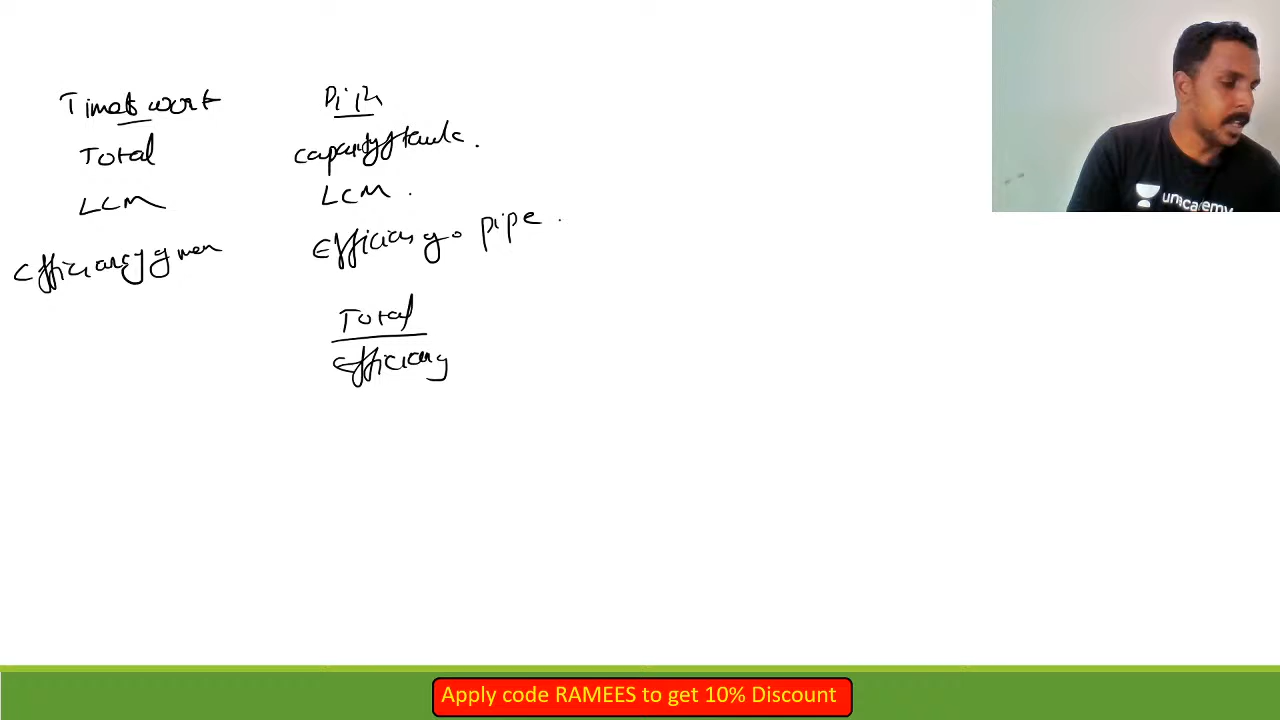 Time & work
Total
LCM
Efficiency of men
Pipe
capacity of tank.
LCM.
Efficiency of pipe.
Total
Efficiency
unacademy
Apply code RAMEES to get 10% Discount